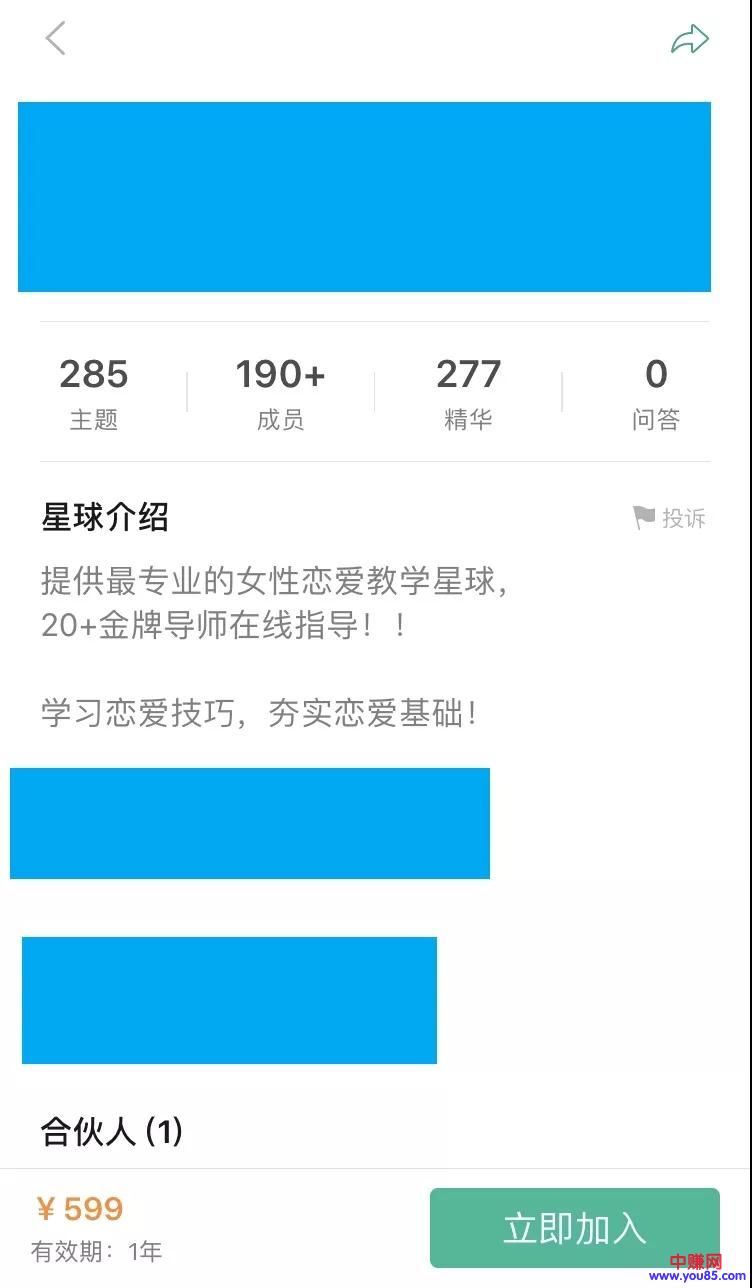 285
190+
277
0
主题
成员
精华
问答
星球介绍
投诉
提供最专业的女性恋爱教学星球，
20+金牌导师在线指导！！
学习恋爱技巧，夯实恋爱基础！
合伙人 (1)
¥ 599
有效期：1年
立即加入
中赚网
www.you85.com